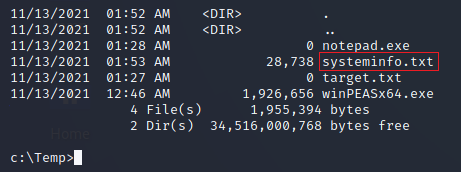 11/13/2021  01:52 AM    <DIR>          .
11/13/2021  01:52 AM    <DIR>          ..
11/13/2021  01:28 AM                 0 notepad.exe
11/13/2021  01:53 AM            28,738 systeminfo.txt
11/13/2021  01:27 AM                 0 target.txt
11/13/2021  12:46 AM         1,926,656 winPEASx64.exe
               4 File(s)      1,955,394 bytes
               2 Dir(s)  34,516,000,768 bytes free
Home
c:\Temp>